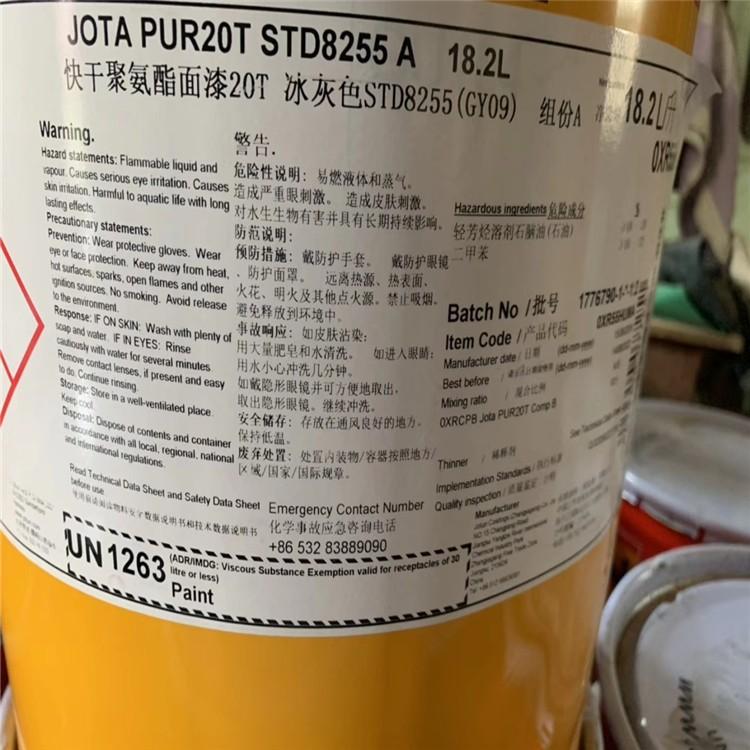 JOTA PUR20T STD8255 A 18.2L
快干聚氨酯面漆20T 冰灰色STD8255(GY09) 组份A 18.2L/升
Warning.
Hazard statements: Flammable liquid and
vapour. Causes serious eye irritation. Causes
skin irritation. Harmful to aquatic life with long
lasting effects.
Precautionary statements:
Prevention: Wear protective gloves. Wear
eye or face protection. Keep away from heat,
hot surfaces, sparks, open flames and other
ignition sources. No smoking. Avoid release
to the environment.
Response: IF ON SKIN: Wash with plenty of
soap and water. IF IN EYES: Rinse
cautiously with water for several minutes.
Remove contact lenses, if present and easy
to do. Continue rinsing.
Storage: Store in a well-ventilated place.
Keep cool.
Disposal: Dispose of contents and container
in accordance with all local, regional, national
and international regulations.
Read Technical Data Sheet and Safety Data Sheet
before use.
警告.
危险性说明: 易燃液体和蒸气。
造成严重眼刺激。 造成皮肤刺激。
对水生生物有害并具有长期持续影响。
防范说明:
预防措施: 戴防护手套。 戴防护眼镜
、防护面罩。 远离热源、热表面、
火花、明火及其他点火源。禁止吸烟。
避免释放到环境中。
事故响应: 如皮肤沾染:
用大量肥皂和水清洗。 如进入眼睛:
用水小心冲洗几分钟。
如戴隐形眼镜并可方便地取出,
取出隐形眼镜。继续冲洗。
安全储存: 存放在通风良好的地方。
保持低温。
废弃处置: 处置内装物/容器按照地方/
区域/国家/国际规章。
Emergency Contact Number
化学事故应急咨询电话
+86 532 83889090
Hazardous ingredients 危险成分
轻芳烃溶剂石脑油(石油)
二甲苯
Batch No /批号
Item Code /产品代码
Manufacturer date / 日期 (dd-mm-yyyy)
Best before (dd-mm-yyyy)
Mixing ratio / 混合比例
0XRCPB Jota PUR20T Comp B
Thinner / 稀释剂
Implementation Standards / 执行标准
Quality inspection / 质量鉴定: 合格
UN 1263 (ADR/IMDG: Viscous Substance Exemption valid for receptacles of 30
litre or less)
Paint